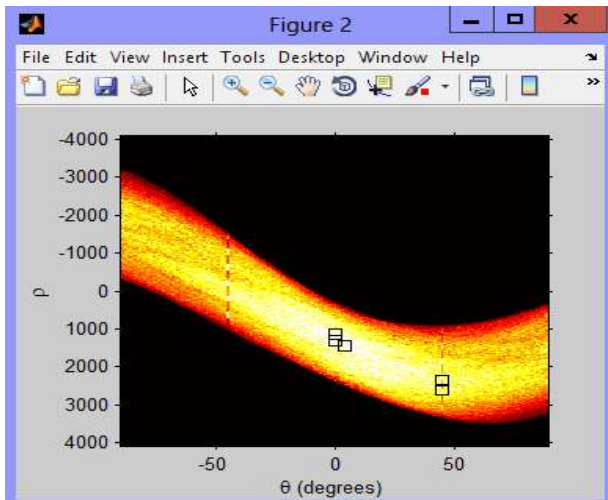 Figure 2
File Edit View Insert Tools Desktop Window Help
-4000
-3000
-2000
-1000
0
1000
2000
3000
4000
ρ
-50 0 50
θ (degrees)